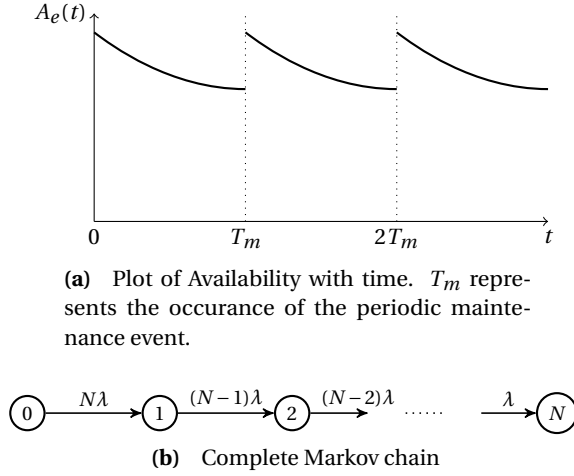 A_e(t)
0 T_m 2T_m t
(a) Plot of Availability with time. T_m repre-
sents the occurance of the periodic mainte-
nance event.
Nλ (N−1)λ (N−2)λ λ
0 1 2 ...... N
(b) Complete Markov chain